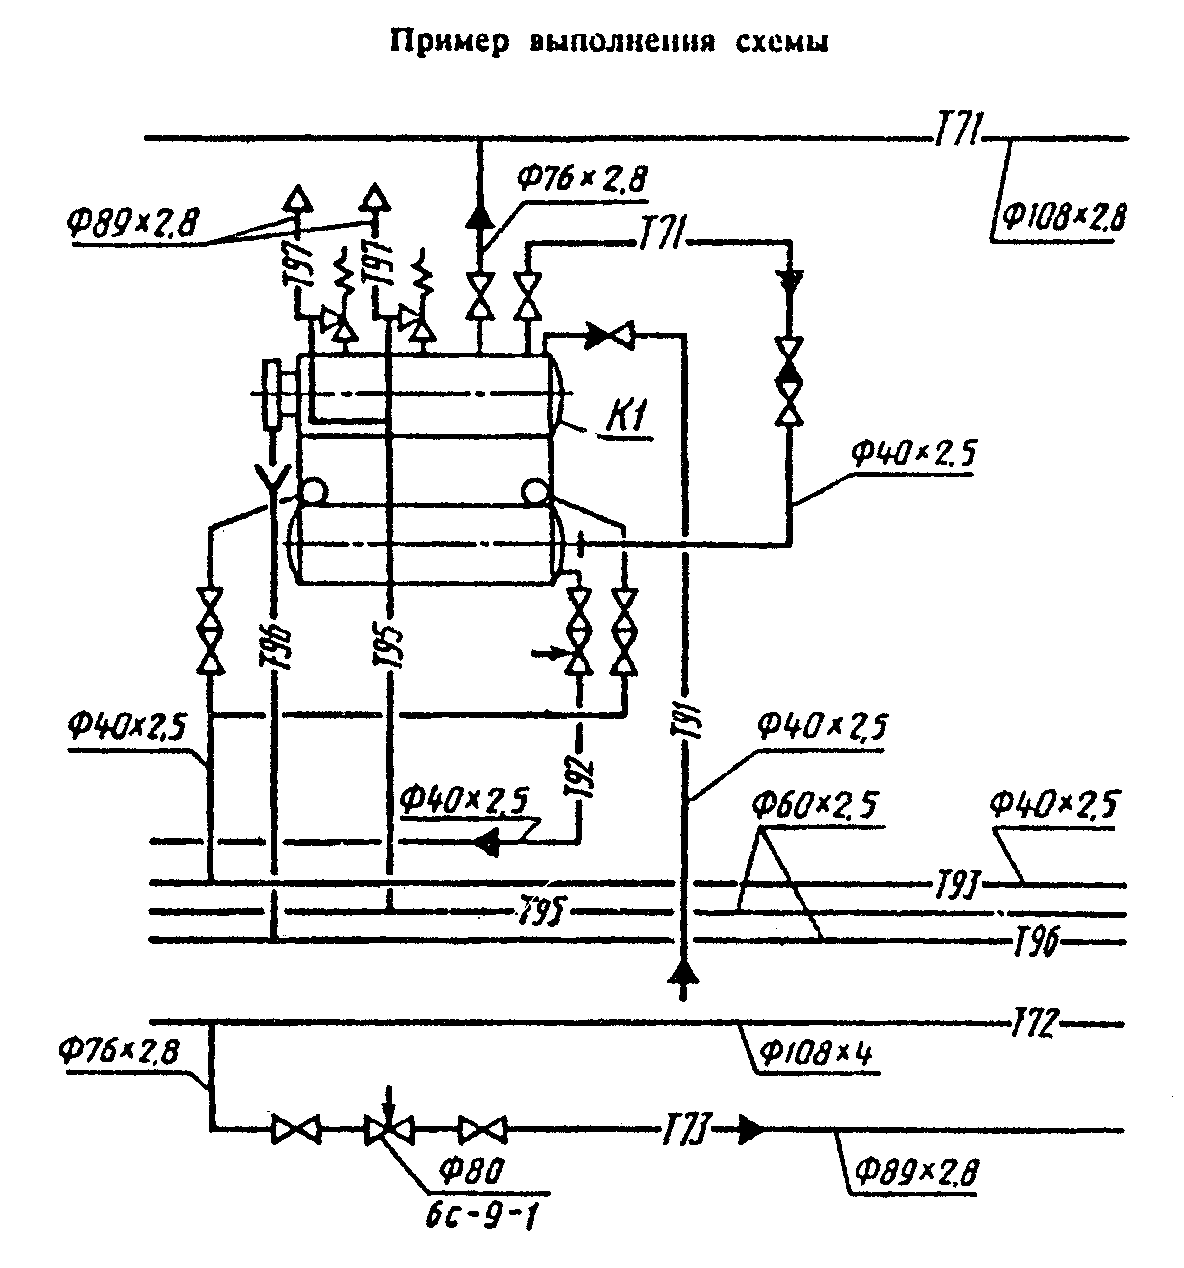 Пример выполнения схемы
Т71
Ф76×2,8
Ф89×2,8
Ф108×2,8
Т71
Т97
Т97
К1
Ф40×2,5
Т96
Т95
Т91
Ф40×2,5
Ф40×2,5
Т92
Ф40×2,5
Ф60×2,5
Ф40×2,5
Т93
Т95
Т96
Т72
Ф76×2,8
Ф108×4
Т73
Ф80
6с-9-1
Ф89×2,8